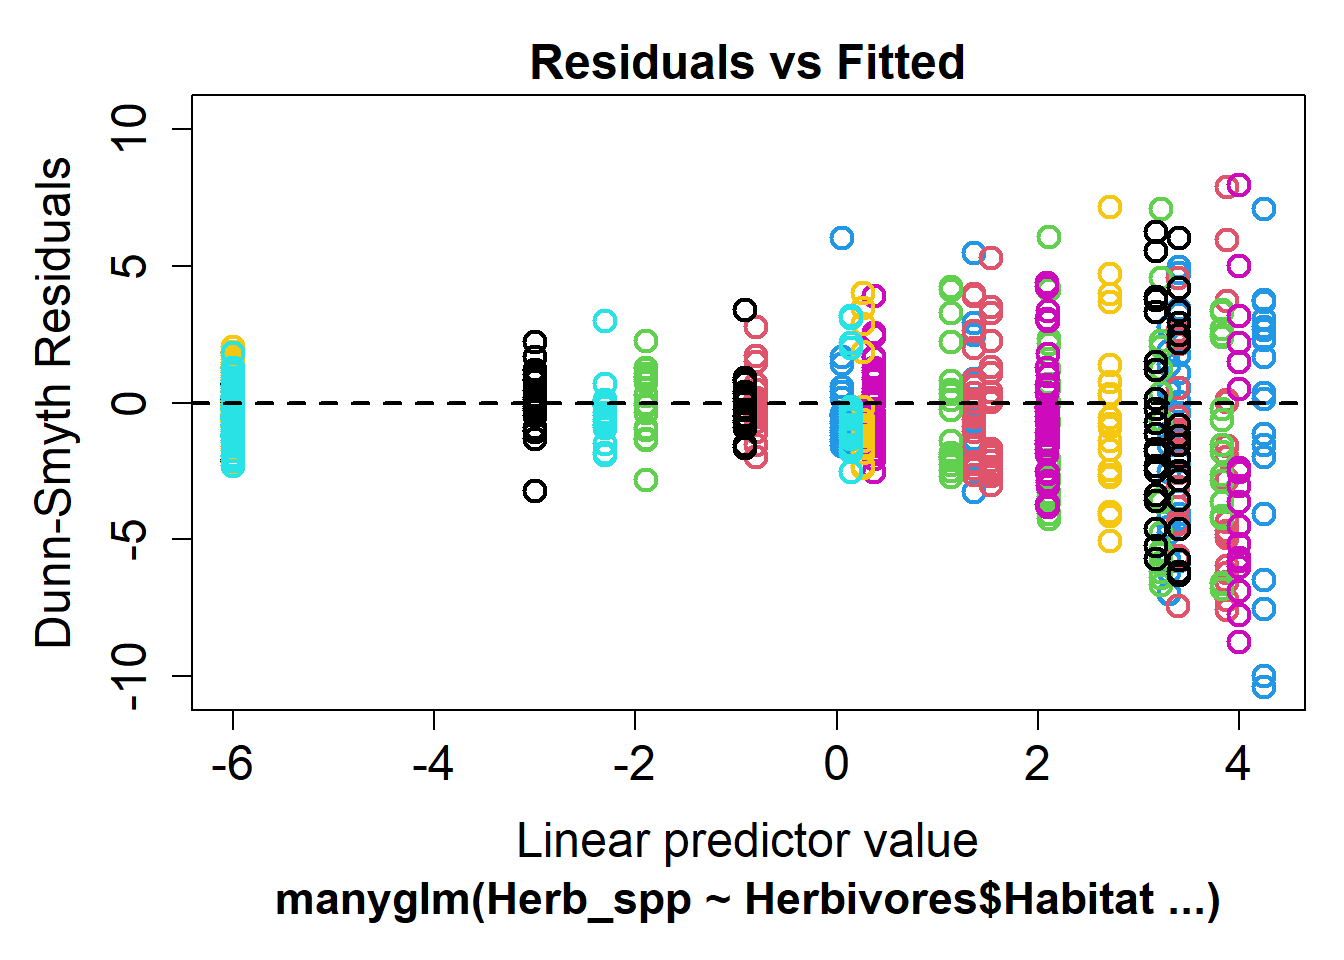 Residuals vs Fitted
Dunn-Smyth Residuals
10
5
0
-5
-10
-6 -4 -2 0 2 4
Linear predictor value
manyglm(Herb_spp ~ Herbivores$Habitat ...)